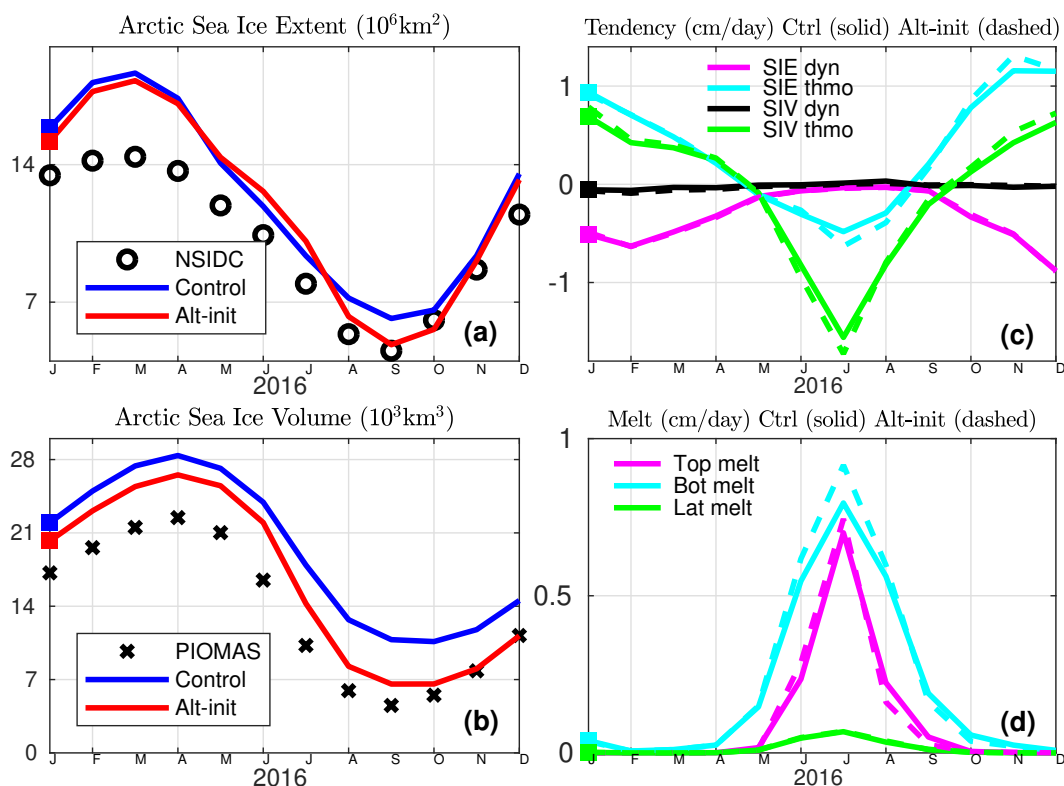 Arctic Sea Ice Extent (10⁶km²)
14
7
NSIDC
Control
Alt-init
(a)
J F M A M J J A S O N D
2016
Tendency (cm/day) Ctrl (solid) Alt-init (dashed)
1
0
-1
SIE dyn
SIE thmo
SIV dyn
SIV thmo
(c)
J F M A M J J A S O N D
2016
Arctic Sea Ice Volume (10³km³)
28
21
14
7
0
PIOMAS
Control
Alt-init
(b)
J F M A M J J A S O N D
2016
Melt (cm/day) Ctrl (solid) Alt-init (dashed)
1
0.5
0
Top melt
Bot melt
Lat melt
(d)
J F M A M J J A S O N D
2016